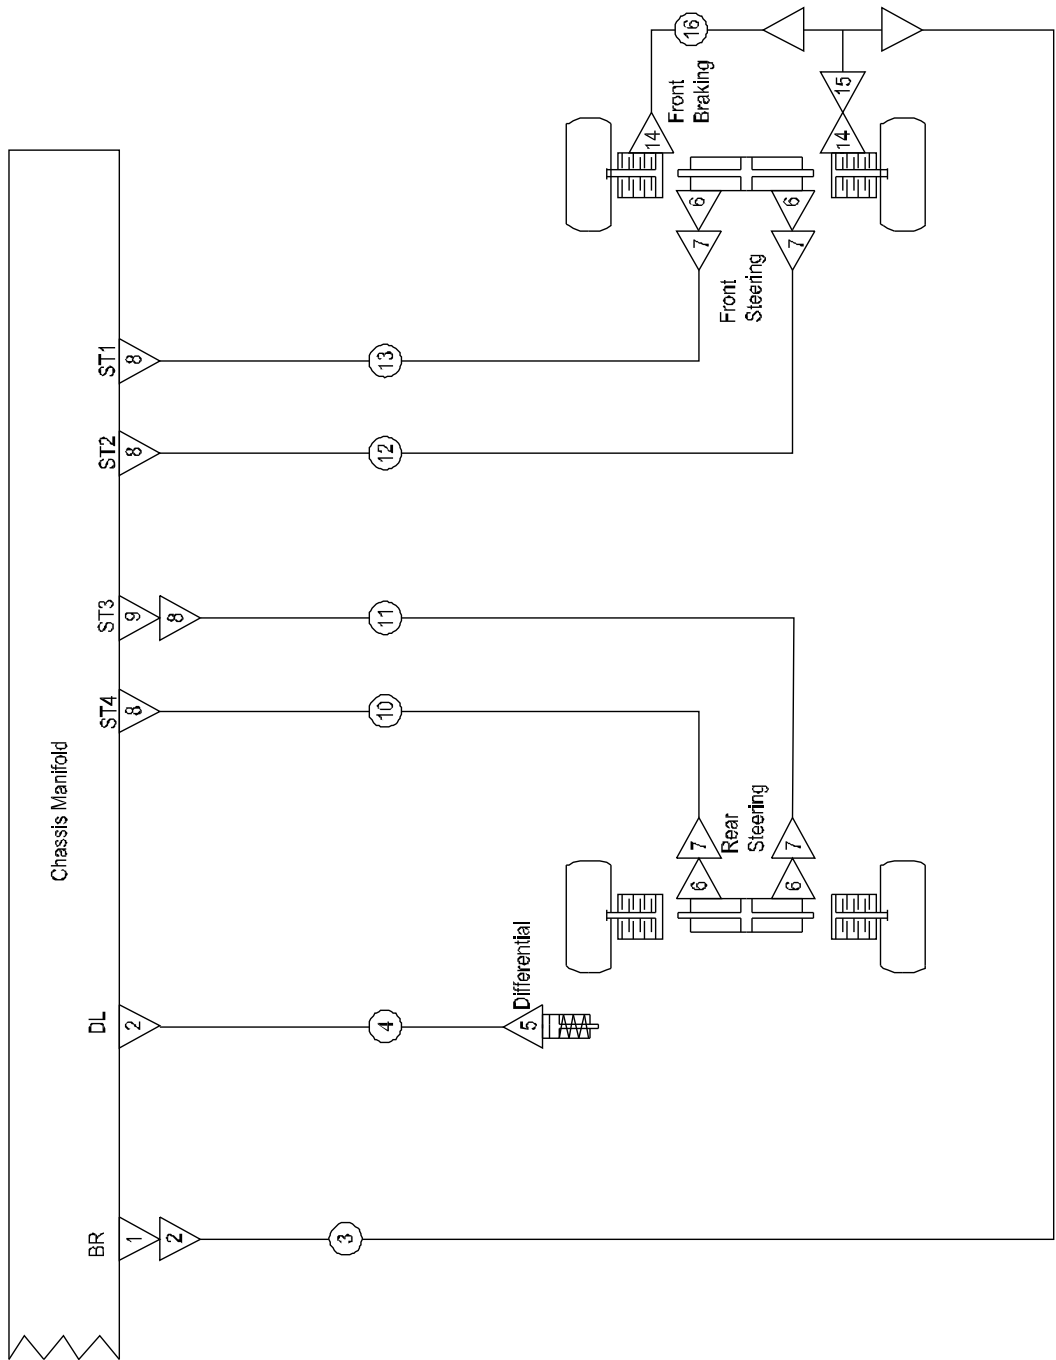 16
Front
Braking
15
14
14
6
6
7
7
Front
Steering
ST1
8
13
ST2
8
12
ST3
9
8
11
ST4
8
10
Chassis Manifold
7
7
Rear
Steering
6
6
Differential
DL
2
4
5
BR
1
2
3